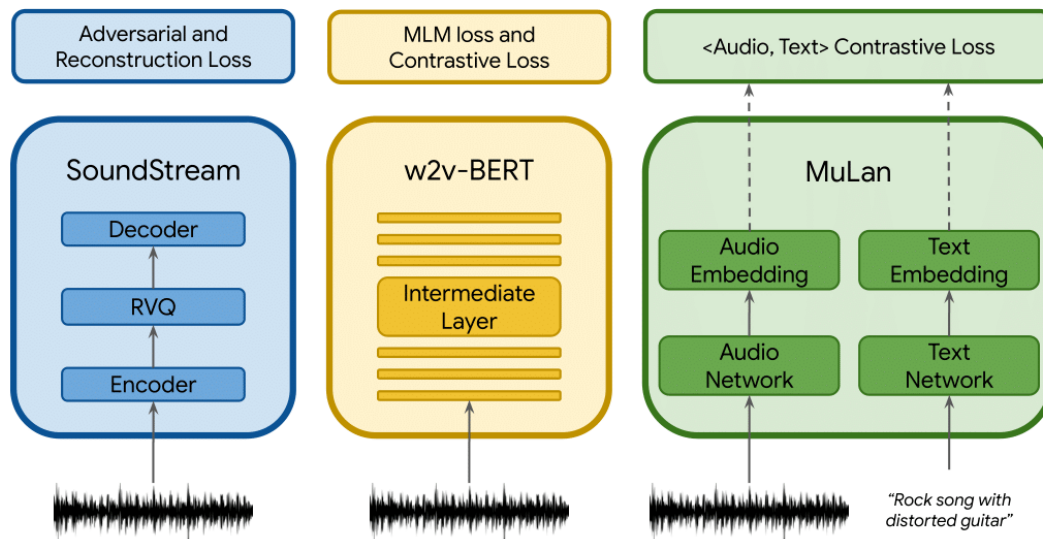 Adversarial and
Reconstruction Loss
MLM loss and
Contrastive Loss
<Audio, Text> Contrastive Loss
SoundStream
Decoder
RVQ
Encoder
w2v-BERT
Intermediate
Layer
MuLan
Audio
Embedding
Text
Embedding
Audio
Network
Text
Network
“Rock song with
distorted guitar”